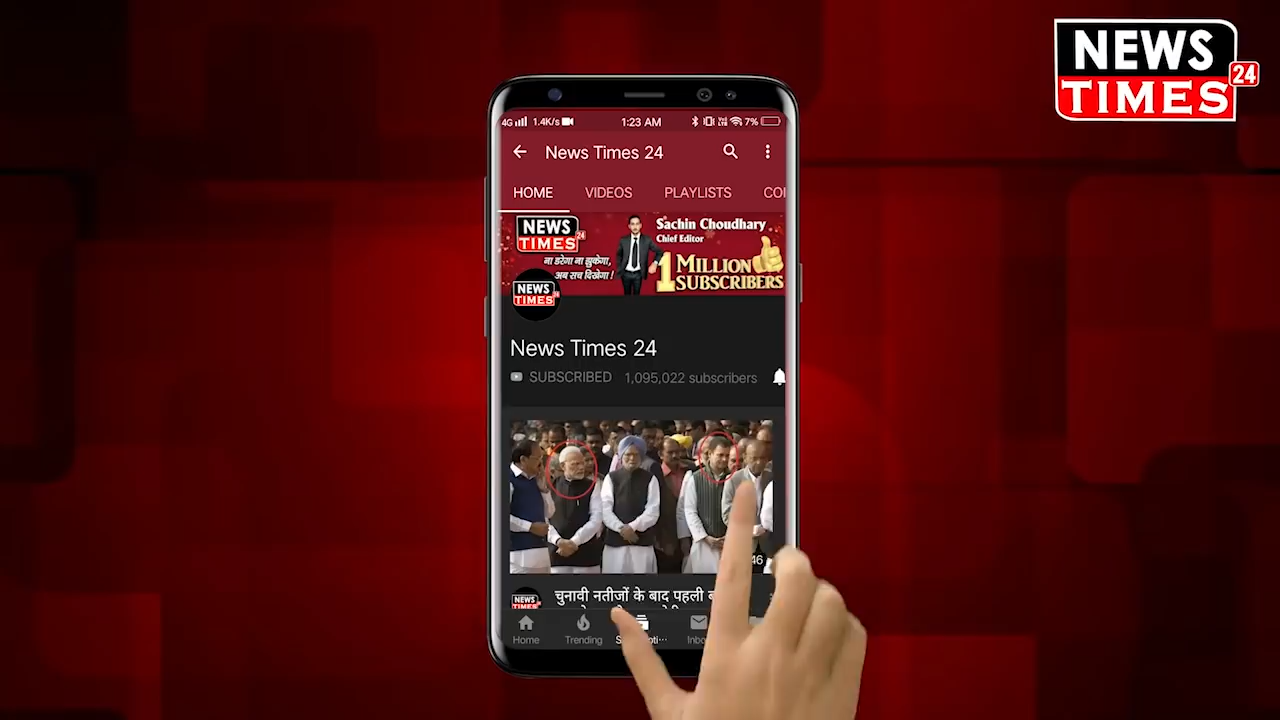 NEWS
TIMES 24
4G 1.4K/s 1:23 AM 7%
News Times 24
HOME VIDEOS PLAYLISTS
NEWS
TIMES 24
ना डरेगा ना झुकेगा,
अब सच दिखेगा !
Sachin Choudhary
Chief Editor
1 MILLION
SUBSCRIBERS
NEWS
TIMES 24
News Times 24
SUBSCRIBED 1,095,022 subscribers
46
NEWS
TIMES
चुनावी नतीजों के बाद पहली
Home Trending